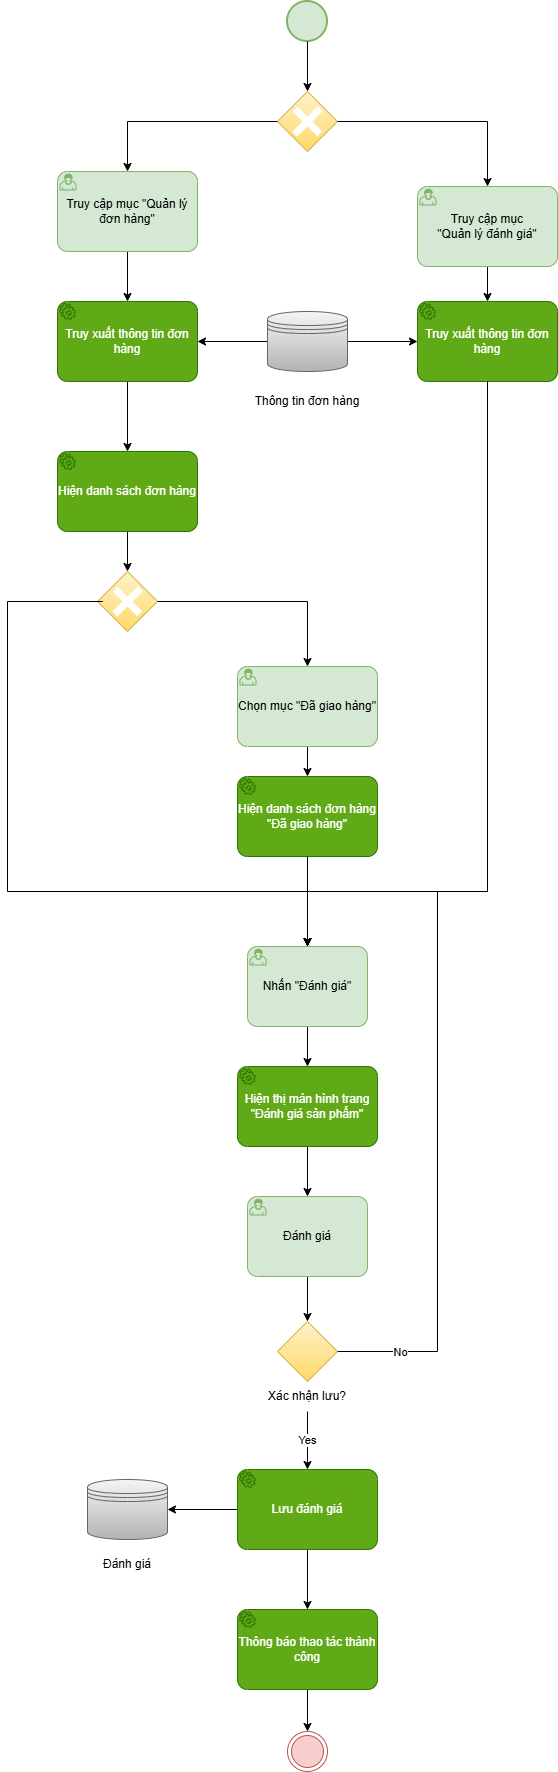 Truy cập mục "Quản lý
đơn hàng"
Truy cập mục
"Quản lý đánh giá"
Truy xuất thông tin đơn
hàng
Truy xuất thông tin đơn
hàng
Thông tin đơn hàng
Hiện danh sách đơn hàng
Chọn mục "Đã giao hàng"
Hiện danh sách đơn hàng
"Đã giao hàng"
Nhấn "Đánh giá"
Hiện thị màn hình trang
"Đánh giá sản phẩm"
Đánh giá
No
Xác nhận lưu?
Yes
Lưu đánh giá
Đánh giá
Thông báo thao tác thành
công